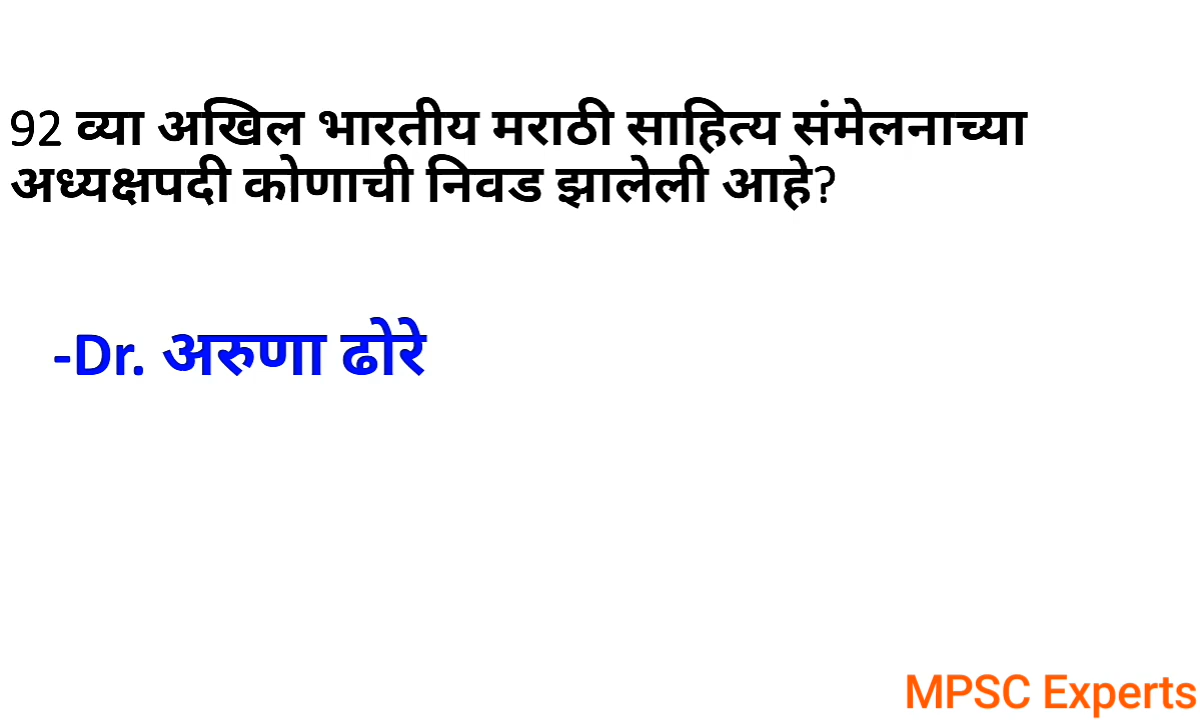 92 व्या अखिल भारतीय मराठी साहित्य संमेलनाच्या
अध्यक्षपदी कोणाची निवड झालेली आहे?
-Dr. अरुणा ढोरे
MPSC Experts